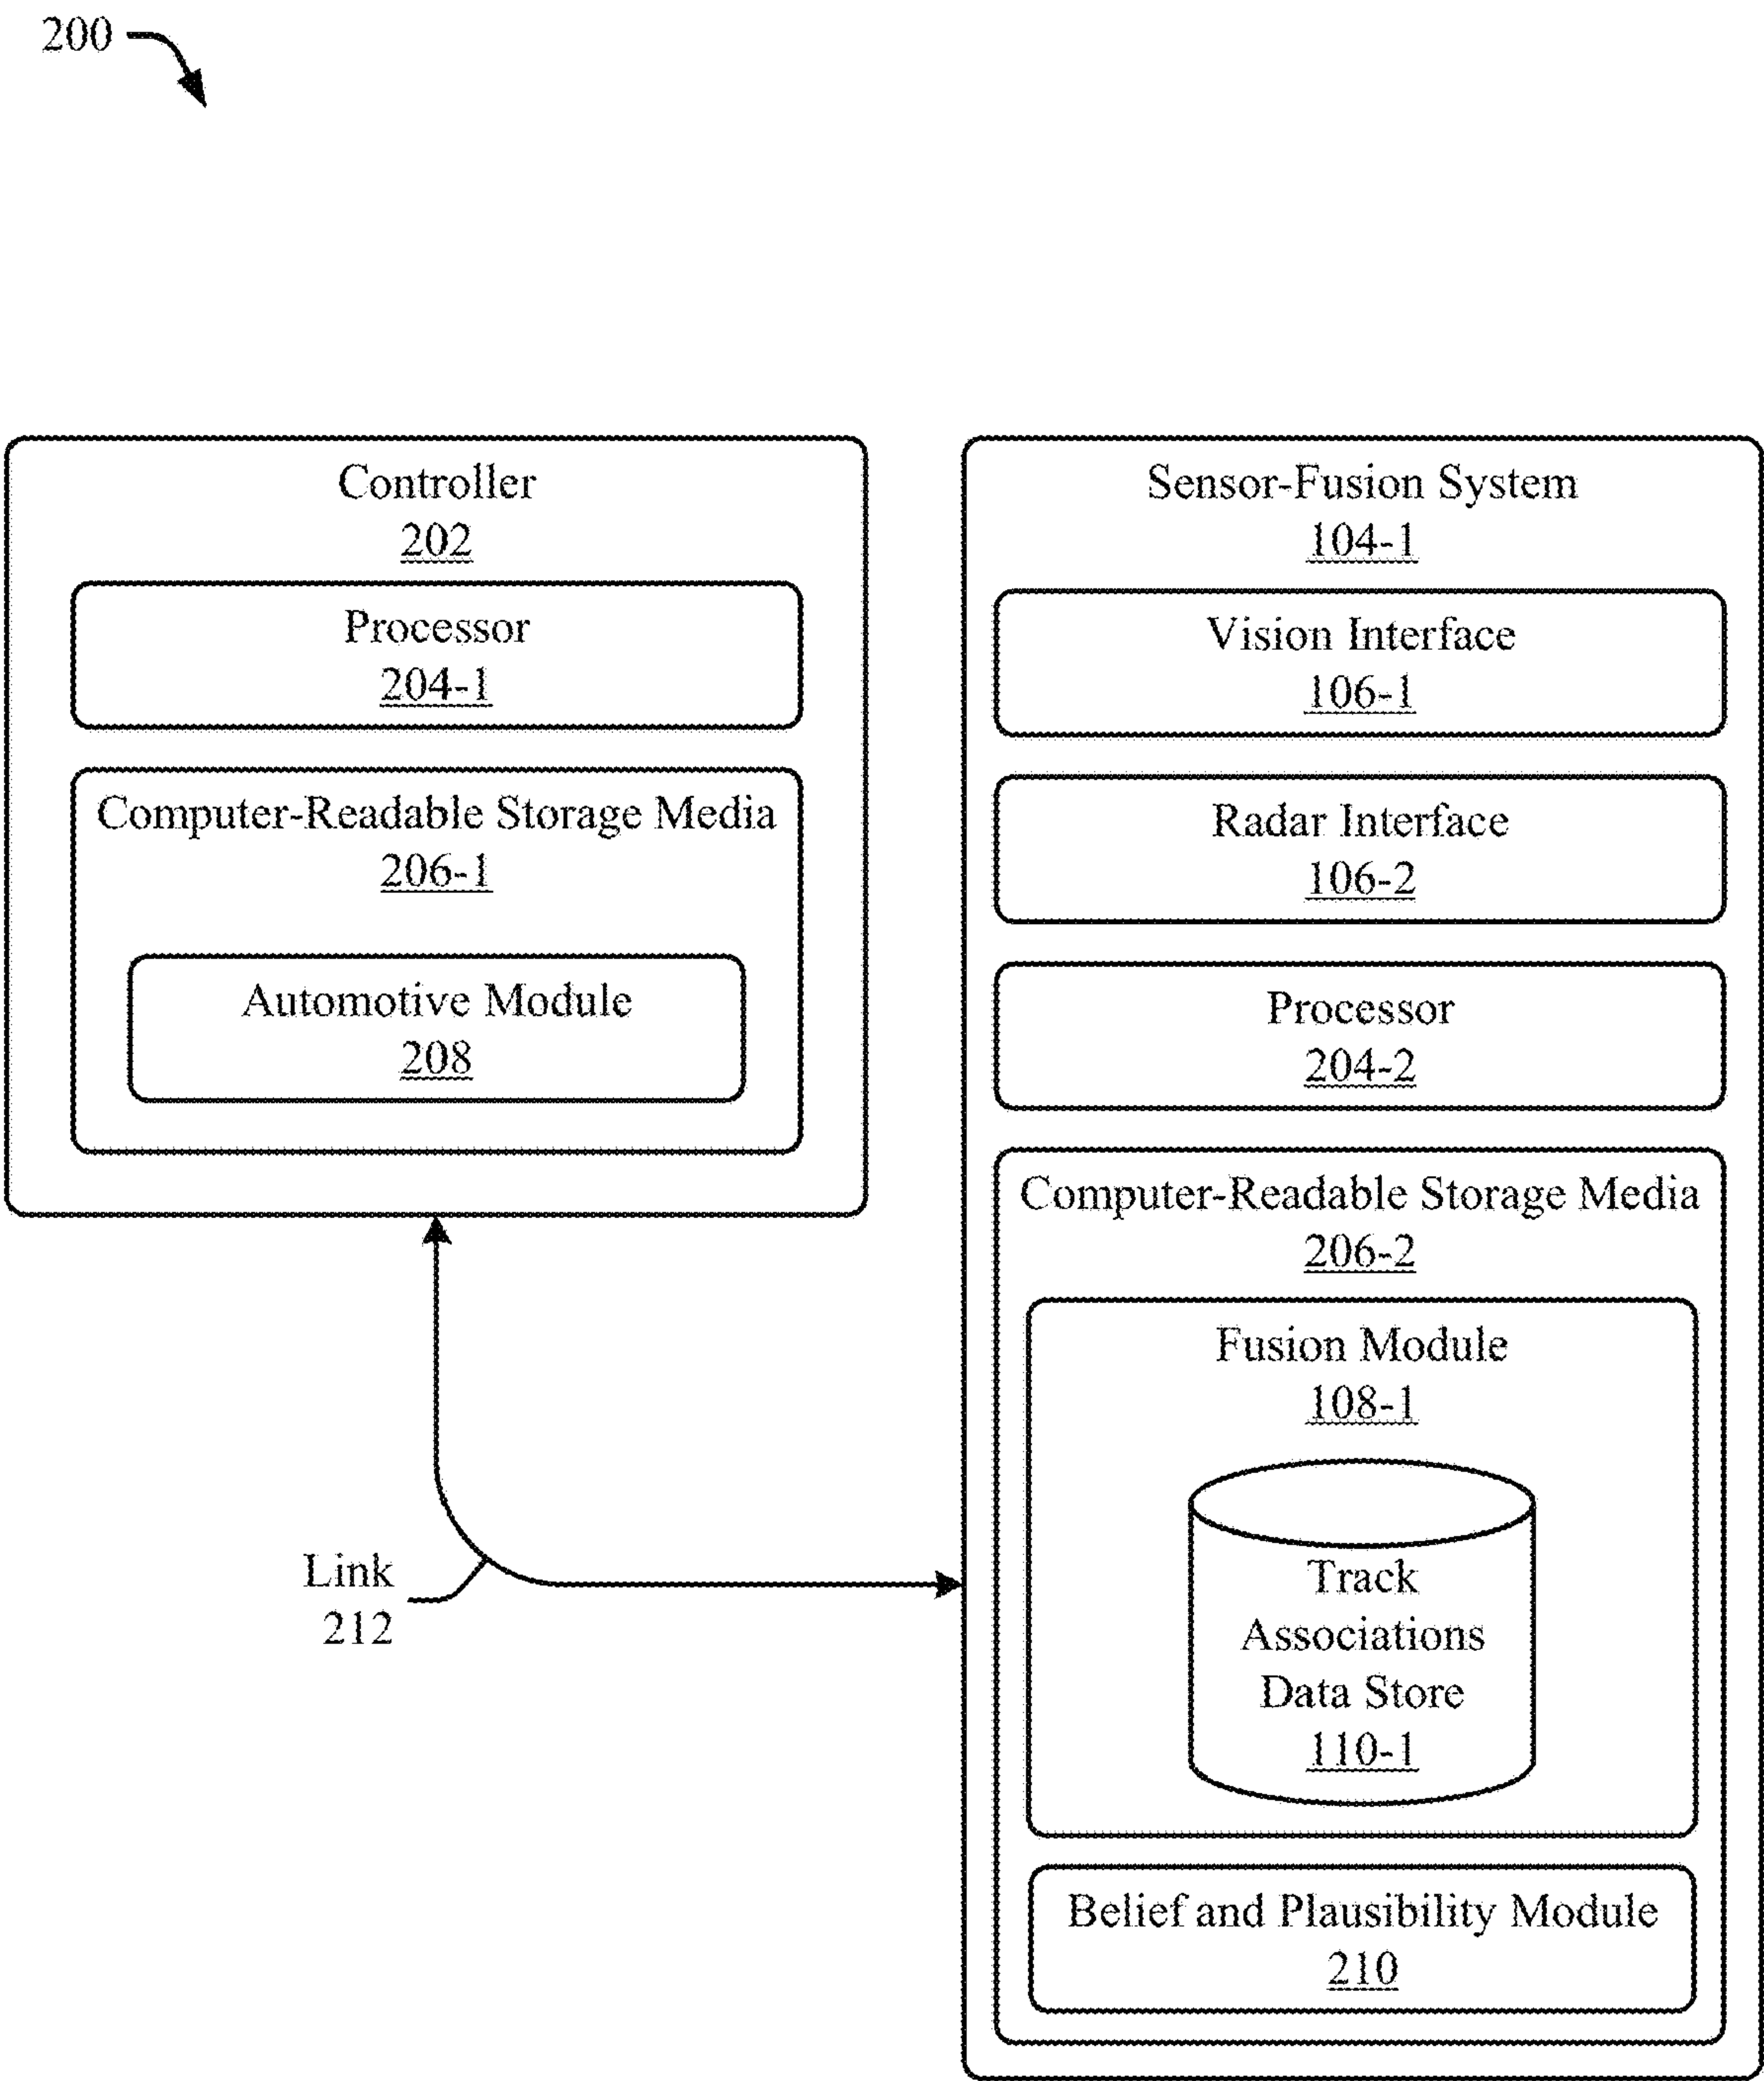 200
Controller
202
Processor
204-1
Computer-Readable Storage Media
206-1
Automotive Module
208
Link
212
Sensor-Fusion System
104-1
Vision Interface
106-1
Radar Interface
106-2
Processor
204-2
Computer-Readable Storage Media
206-2
Fusion Module
108-1
Track
Associations
Data Store
110-1
Belief and Plausibility Module
210